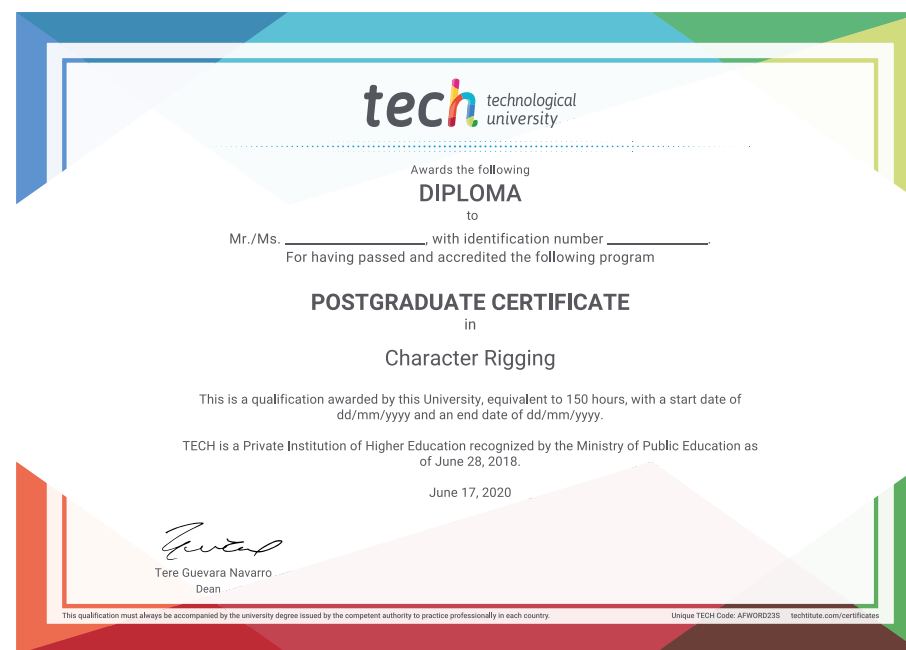 tech technological
university
Awards the following
DIPLOMA
to
Mr./Ms. ________________, with identification number ____________.
For having passed and accredited the following program
POSTGRADUATE CERTIFICATE
in
Character Rigging
This is a qualification awarded by this University, equivalent to 150 hours, with a start date of
dd/mm/yyyy and an end date of dd/mm/yyyy.
TECH is a Private Institution of Higher Education recognized by the Ministry of Public Education as
of June 28, 2018.
June 17, 2020
Tere Guevara Navarro
Dean
This qualification must always be accompanied by the university degree issued by the competent authority to practice professionally in each country. Unique TECH Code: AFWORD23S techtitute.com/certificates